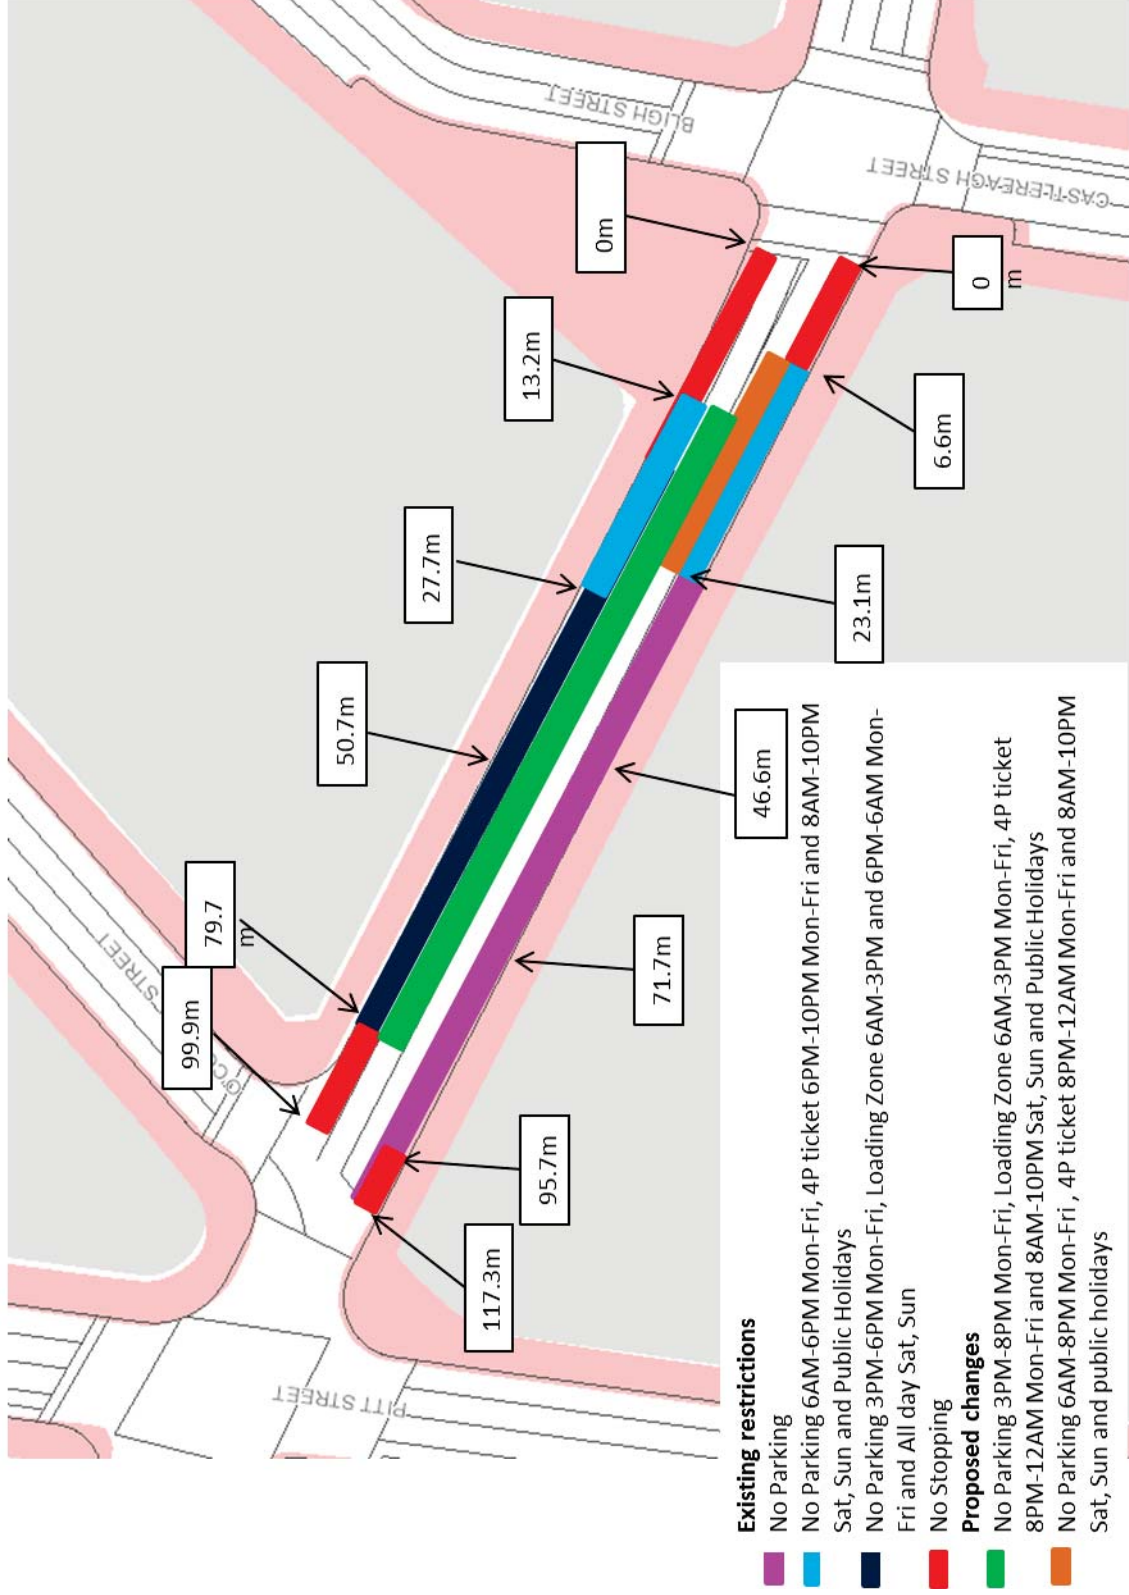 BLIGH STREET
CASTLEREAGH STREET
STREET
O'CO
PITT STREET
0m
13.2m
27.7m
50.7m
79.7
m
99.9m
0
m
6.6m
23.1m
46.6m
71.7m
95.7m
117.3m
Existing restrictions
No Parking
No Parking 6AM-6PM Mon-Fri, 4P ticket 6PM-10PM Mon-Fri and 8AM-10PM
Sat, Sun and Public Holidays
No Parking 3PM-6PM Mon-Fri, Loading Zone 6AM-3PM and 6PM-6AM Mon-
Fri and All day Sat, Sun
No Stopping
Proposed changes
No Parking 3PM-8PM Mon-Fri, Loading Zone 6AM-3PM Mon-Fri, 4P ticket
8PM-12AM Mon-Fri and 8AM-10PM Sat, Sun and Public Holidays
No Parking 6AM-8PM Mon-Fri , 4P ticket 8PM-12AM Mon-Fri and 8AM-10PM
Sat, Sun and public holidays